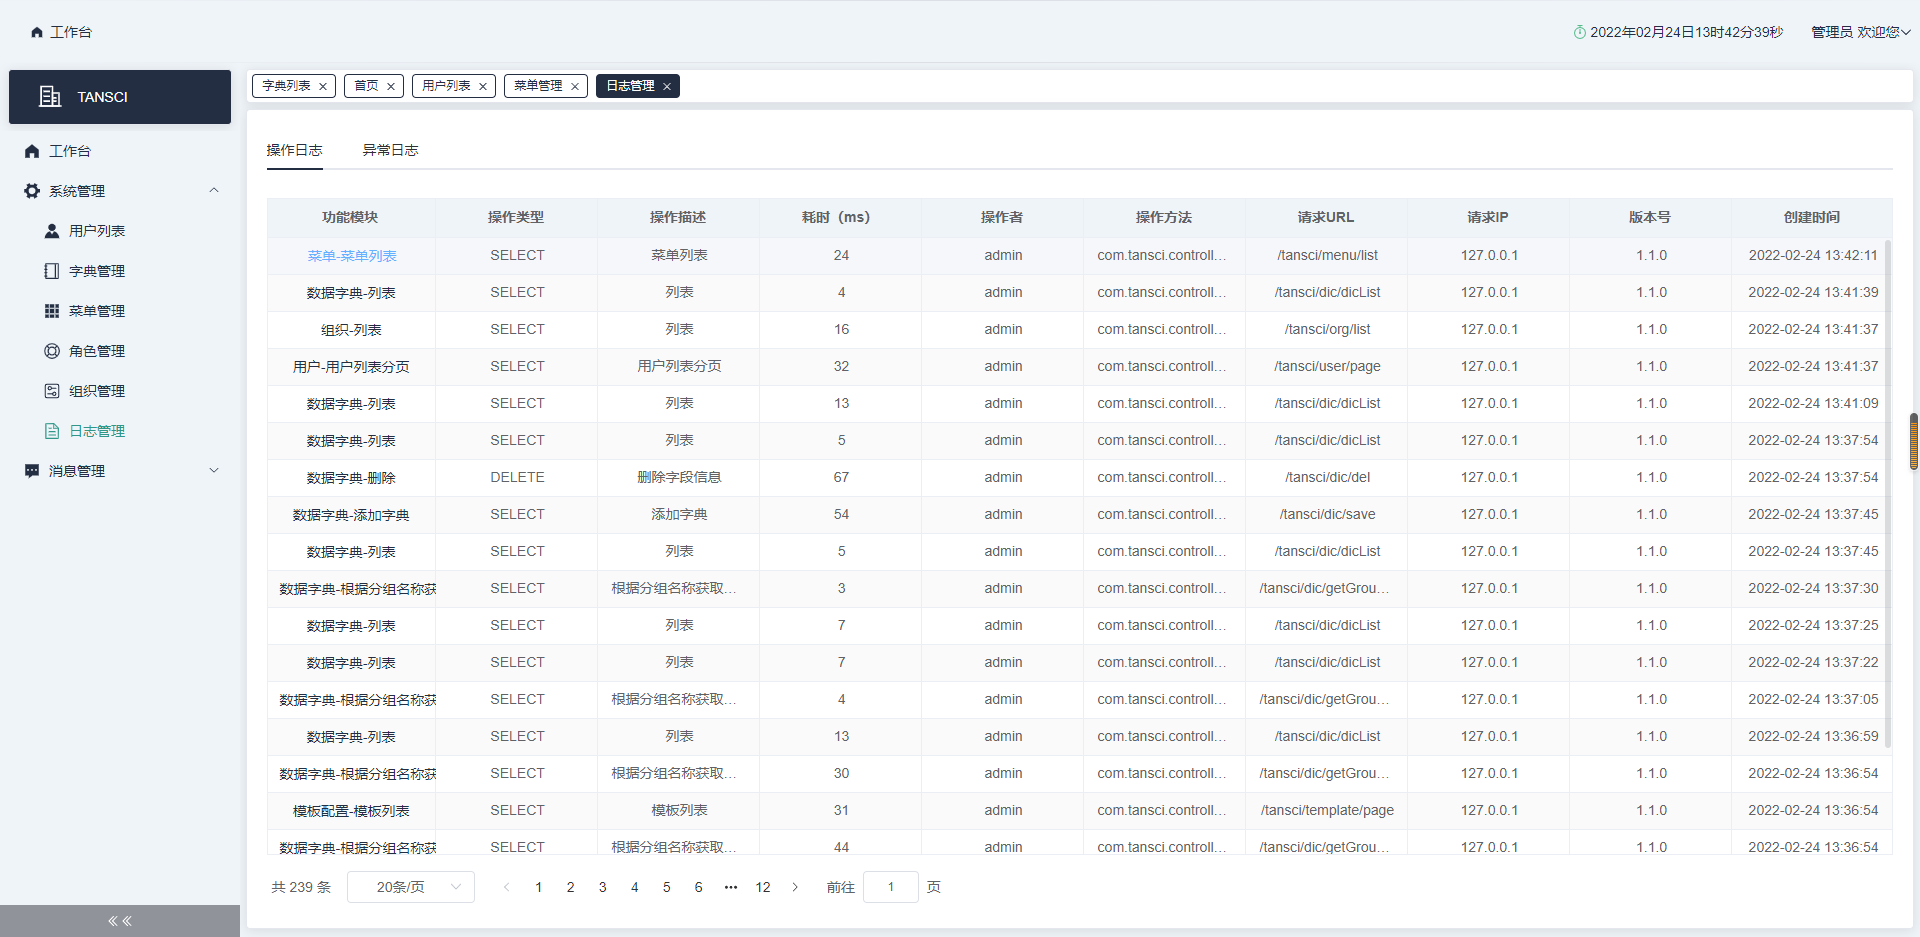 工作台
2022年02月24日13时42分39秒 管理员 欢迎您
TANSCI
工作台
系统管理
用户列表
字典管理
菜单管理
角色管理
组织管理
日志管理
消息管理
字典列表 首页 用户列表 菜单管理 日志管理
操作日志 异常日志
功能模块 操作类型 操作描述 耗时（ms） 操作者 操作方法 请求URL 请求IP 版本号 创建时间
菜单-菜单列表 SELECT 菜单列表 24 admin com.tansci.controll... /tansci/menu/list 127.0.0.1 1.1.0 2022-02-24 13:42:11
数据字典-列表 SELECT 列表 4 admin com.tansci.controll... /tansci/dic/dicList 127.0.0.1 1.1.0 2022-02-24 13:41:39
组织-列表 SELECT 列表 16 admin com.tansci.controll... /tansci/org/list 127.0.0.1 1.1.0 2022-02-24 13:41:37
用户-用户列表分页 SELECT 用户列表分页 32 admin com.tansci.controll... /tansci/user/page 127.0.0.1 1.1.0 2022-02-24 13:41:37
数据字典-列表 SELECT 列表 13 admin com.tansci.controll... /tansci/dic/dicList 127.0.0.1 1.1.0 2022-02-24 13:41:09
数据字典-列表 SELECT 列表 5 admin com.tansci.controll... /tansci/dic/dicList 127.0.0.1 1.1.0 2022-02-24 13:37:54
数据字典-删除 DELETE 删除字段信息 67 admin com.tansci.controll... /tansci/dic/del 127.0.0.1 1.1.0 2022-02-24 13:37:54
数据字典-添加字典 SELECT 添加字典 54 admin com.tansci.controll... /tansci/dic/save 127.0.0.1 1.1.0 2022-02-24 13:37:45
数据字典-列表 SELECT 列表 5 admin com.tansci.controll... /tansci/dic/dicList 127.0.0.1 1.1.0 2022-02-24 13:37:45
数据字典-根据分组名称获 SELECT 根据分组名称获取... 3 admin com.tansci.controll... /tansci/dic/getGrou... 127.0.0.1 1.1.0 2022-02-24 13:37:30
数据字典-列表 SELECT 列表 7 admin com.tansci.controll... /tansci/dic/dicList 127.0.0.1 1.1.0 2022-02-24 13:37:25
数据字典-列表 SELECT 列表 7 admin com.tansci.controll... /tansci/dic/dicList 127.0.0.1 1.1.0 2022-02-24 13:37:22
数据字典-根据分组名称获 SELECT 根据分组名称获取... 4 admin com.tansci.controll... /tansci/dic/getGrou... 127.0.0.1 1.1.0 2022-02-24 13:37:05
数据字典-列表 SELECT 列表 13 admin com.tansci.controll... /tansci/dic/dicList 127.0.0.1 1.1.0 2022-02-24 13:36:59
数据字典-根据分组名称获 SELECT 根据分组名称获取... 30 admin com.tansci.controll... /tansci/dic/getGrou... 127.0.0.1 1.1.0 2022-02-24 13:36:54
模板配置-模板列表 SELECT 模板列表 31 admin com.tansci.controll... /tansci/template/page 127.0.0.1 1.1.0 2022-02-24 13:36:54
数据字典-根据分组名称获 SELECT 根据分组名称获取... 44 admin com.tansci.controll... /tansci/dic/getGrou... 127.0.0.1 1.1.0 2022-02-24 13:36:54
共 239 条 20条/页 1 2 3 4 5 6 ••• 12 前往 1 页